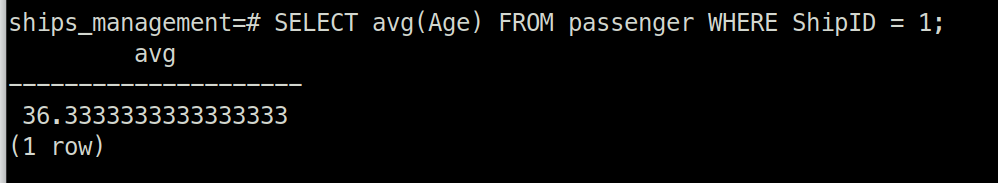 ships_management=# SELECT avg(Age) FROM passenger WHERE ShipID = 1;
avg
---------------------
36.3333333333333333
(1 row)